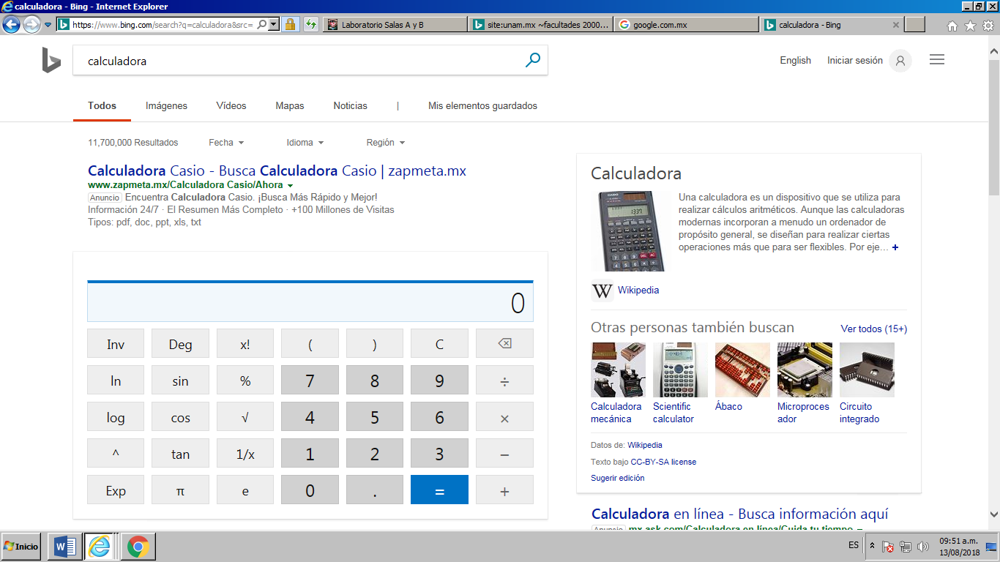 calculadora - Bing - Internet Explorer
https://www.bing.com/search?q=calculadora&src=
Laboratorio Salas A y B
site:unam.mx ~facultades 2000...
google.com.mx
calculadora - Bing
calculadora
English
Iniciar sesión
Todos
Imágenes
Vídeos
Mapas
Noticias
|
Mis elementos guardados
11,700,000 Resultados
Fecha
Idioma
Región
Calculadora Casio - Busca Calculadora Casio | zapmeta.mx
www.zapmeta.mx/Calculadora Casio/Ahora
Anuncio Encuentra Calculadora Casio. ¡Busca Más Rápido y Mejor!
Información 24/7 · El Resumen Más Completo · +100 Millones de Visitas
Tipos: pdf, doc, ppt, xls, txt
0
Inv Deg x! ( ) C
ln sin % 7 8 9 ÷
log cos √ 4 5 6 ×
^ tan 1/x 1 2 3 −
Exp π e 0 . = +
Calculadora
Una calculadora es un dispositivo que se utiliza para
realizar cálculos aritméticos. Aunque las calculadoras
modernas incorporan a menudo un ordenador de
propósito general, se diseñan para realizar ciertas
operaciones más que para ser flexibles. Por eje... +
W Wikipedia
Otras personas también buscan
Ver todos (15+)
Calculadora
mecánica
Scientific
calculator
Ábaco
Microproces
ador
Circuito
integrado
Datos de: Wikipedia
Texto bajo CC-BY-SA license
Sugerir edición
Calculadora en línea - Busca información aquí
Anuncio mx.ask.com/Calculadora en línea/Cuida tu tiempo
Inicio
ES
09:51 a.m.
13/08/2018